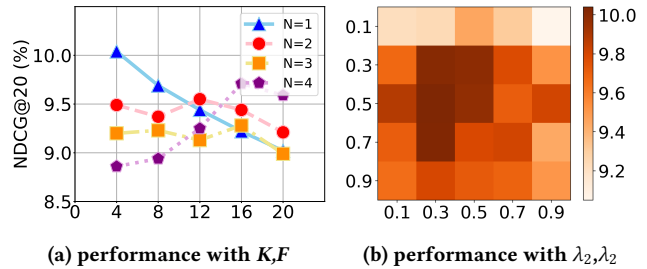 NDCG@20 (%)
10.0
9.5
9.0
8.5
0 4 8 12 16 20
N=1
N=2
N=3
N=4
(a) performance with K,F
0.1
0.3
0.5
0.7
0.9
0.1 0.3 0.5 0.7 0.9
10.0
9.8
9.6
9.4
9.2
(b) performance with λ₂,λ₂